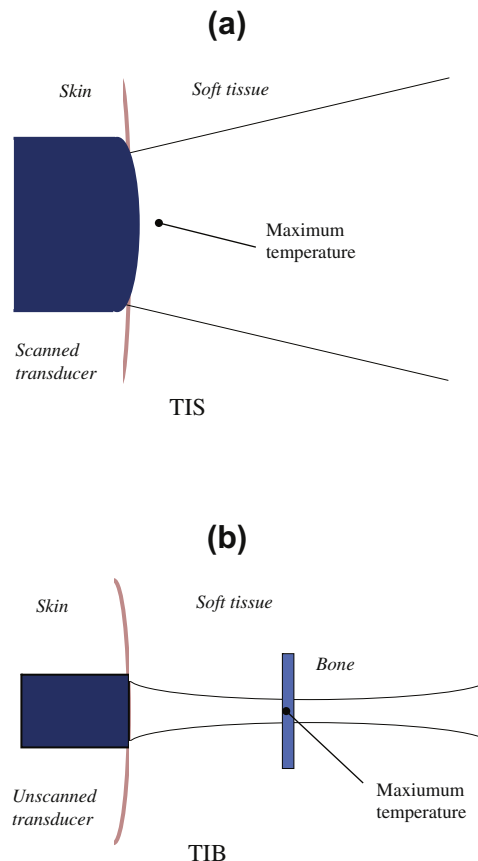 (a)
Skin
Soft tissue
Maximum
temperature
Scanned
transducer
TIS
(b)
Skin
Soft tissue
Bone
Unscanned
transducer
Maxiumum
temperature
TIB